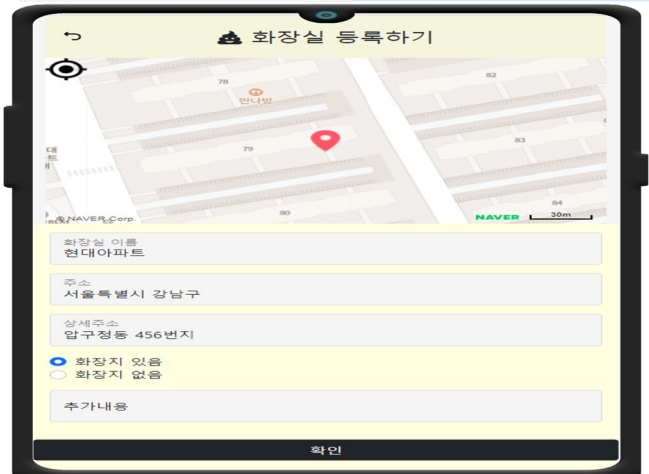 화장실 등록하기
78
82
만나방
79
83
80
84
© NAVER Corp.
NAVER
30m
화장실 이름
현대아파트
주소
서울특별시 강남구
상세주소
압구정동 456번지
화장지 있음
화장지 없음
추가내용
확인